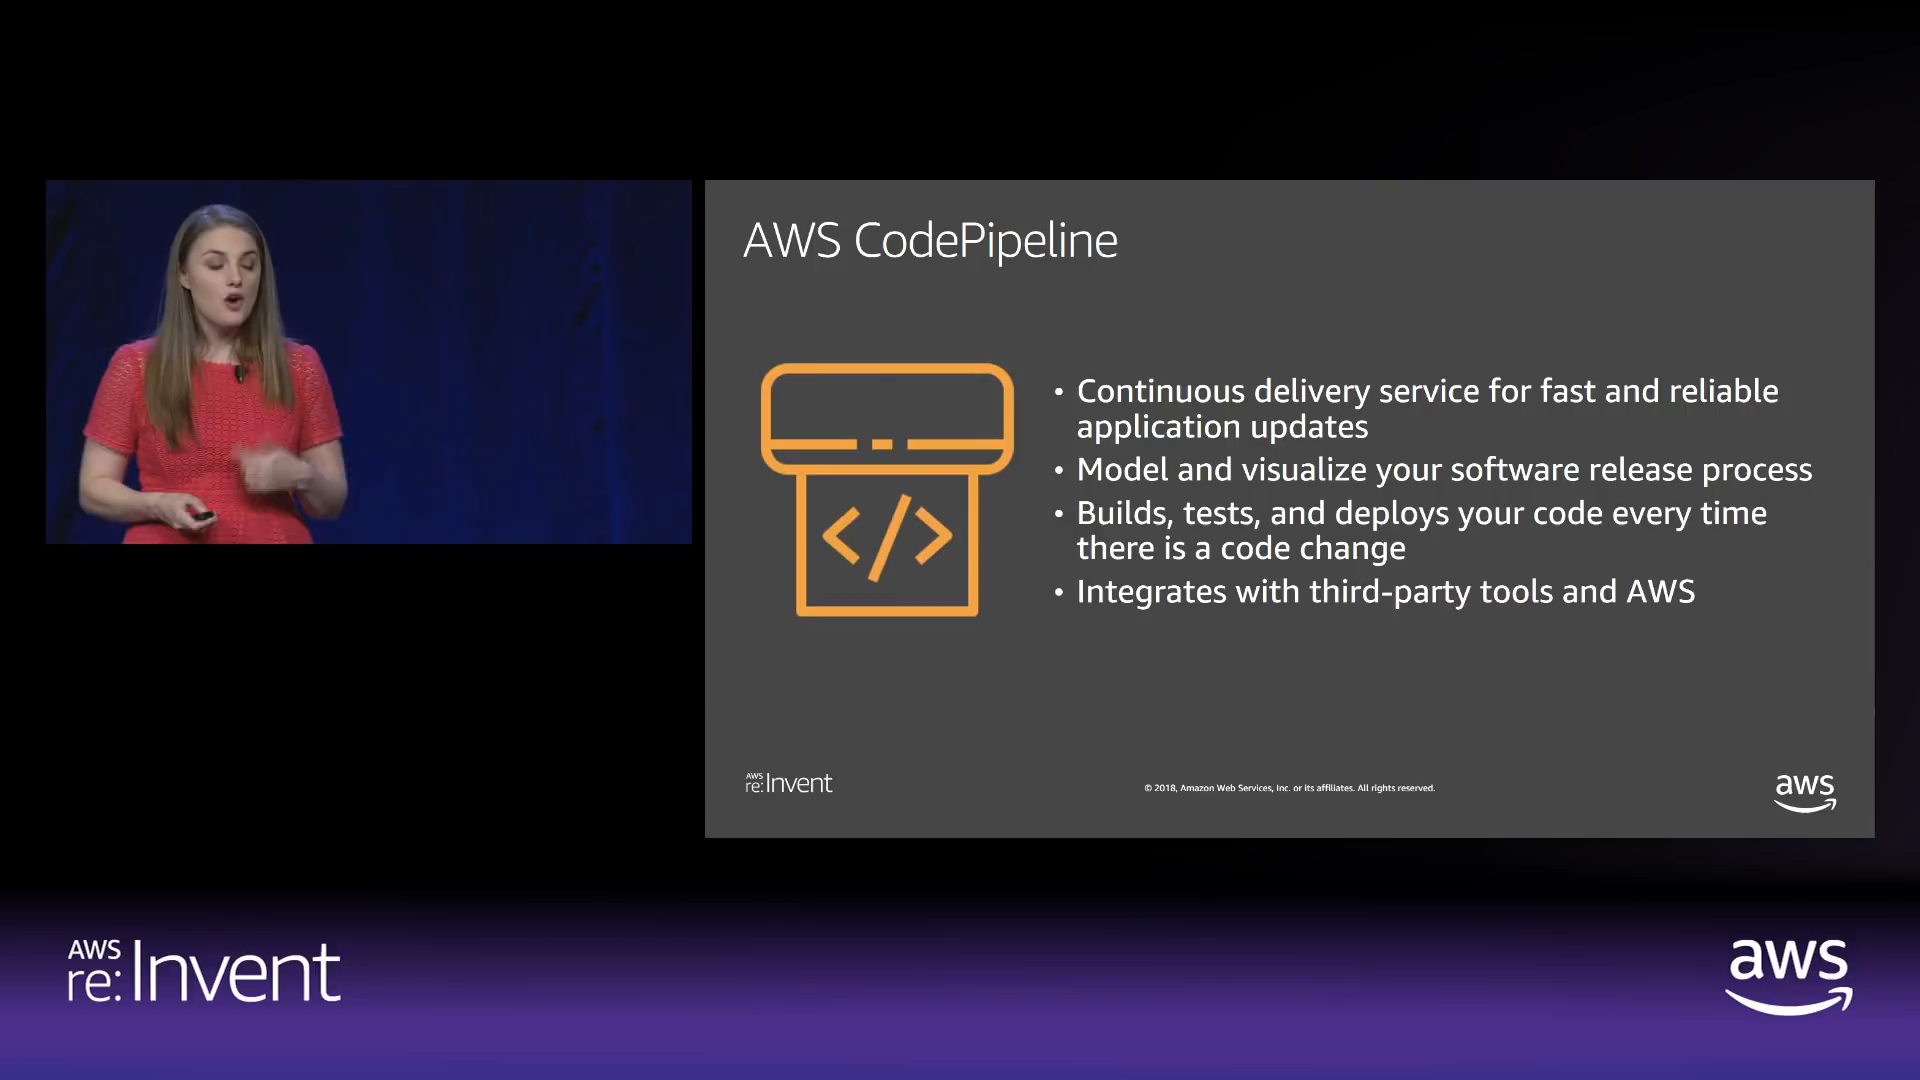 AWS CodePipeline
</>
• Continuous delivery service for fast and reliable
application updates
• Model and visualize your software release process
• Builds, tests, and deploys your code every time
there is a code change
• Integrates with third-party tools and AWS
AWS
re:Invent
© 2018, Amazon Web Services, Inc. or its affiliates. All rights reserved.
aws
AWS
re:Invent
aws